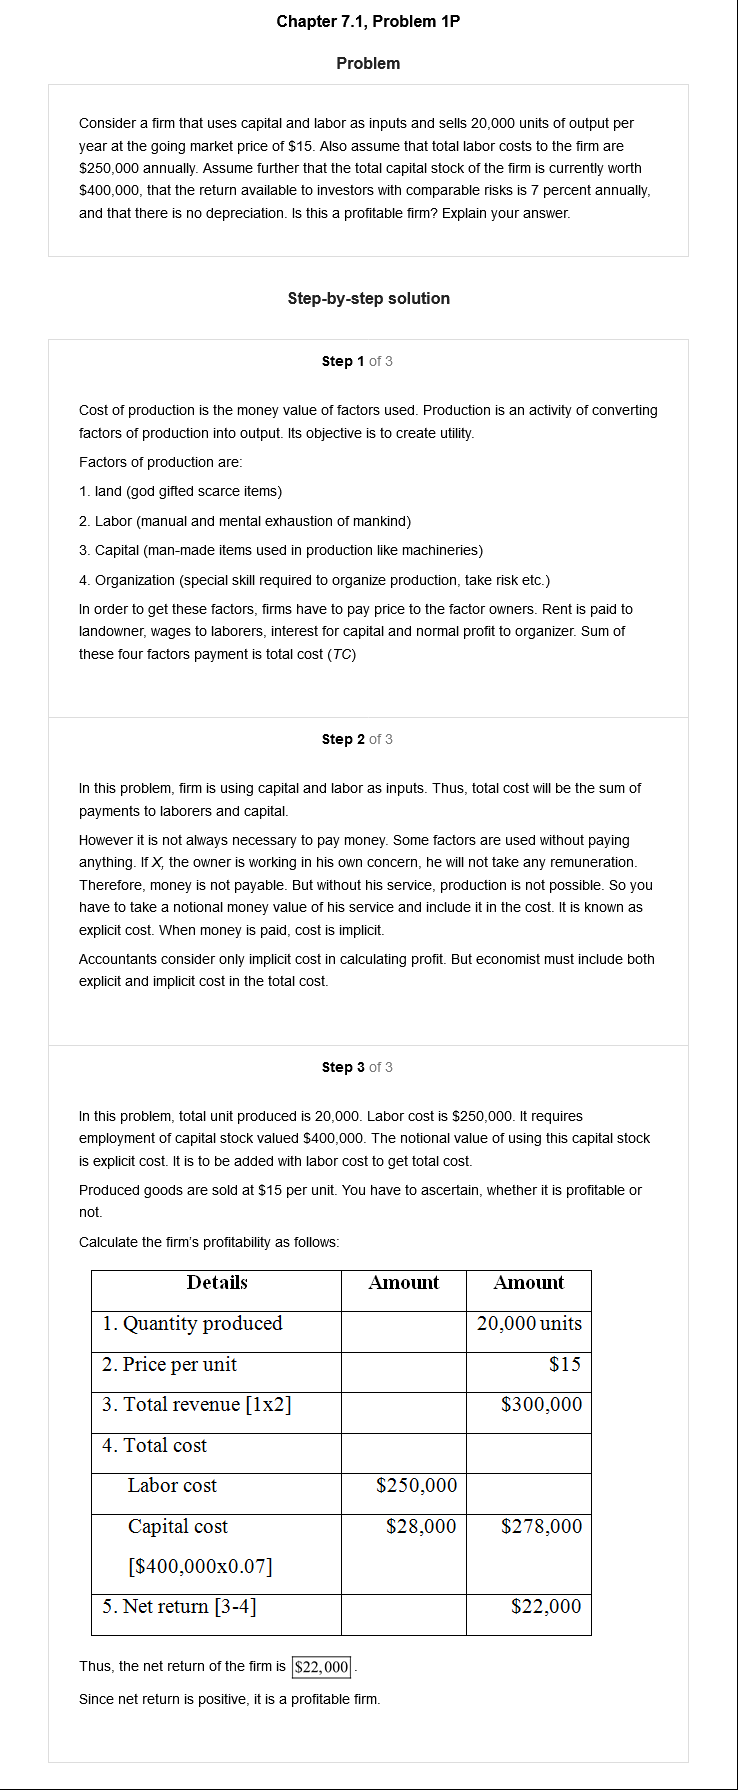 Chapter 7.1, Problem 1P
Problem
Consider a firm that uses capital and labor as inputs and sells 20,000 units of output per
year at the going market price of $15. Also assume that total labor costs to the firm are
$250,000 annually. Assume further that the total capital stock of the firm is currently worth
$400,000, that the return available to investors with comparable risks is 7 percent annually,
and that there is no depreciation. Is this a profitable firm? Explain your answer.
Step-by-step solution
Step 1 of 3
Cost of production is the money value of factors used. Production is an activity of converting
factors of production into output. Its objective is to create utility.
Factors of production are:
1. land (god gifted scarce items)
2. Labor (manual and mental exhaustion of mankind)
3. Capital (man-made items used in production like machineries)
4. Organization (special skill required to organize production, take risk etc.)
In order to get these factors, firms have to pay price to the factor owners. Rent is paid to
landowner, wages to laborers, interest for capital and normal profit to organizer. Sum of
these four factors payment is total cost (TC)
Step 2 of 3
In this problem, firm is using capital and labor as inputs. Thus, total cost will be the sum of
payments to laborers and capital.
However it is not always necessary to pay money. Some factors are used without paying
anything. If X, the owner is working in his own concern, he will not take any remuneration.
Therefore, money is not payable. But without his service, production is not possible. So you
have to take a notional money value of his service and include it in the cost. It is known as
explicit cost. When money is paid, cost is implicit.
Accountants consider only implicit cost in calculating profit. But economist must include both
explicit and implicit cost in the total cost.
Step 3 of 3
In this problem, total unit produced is 20,000. Labor cost is $250,000. It requires
employment of capital stock valued $400,000. The notional value of using this capital stock
is explicit cost. It is to be added with labor cost to get total cost.
Produced goods are sold at $15 per unit. You have to ascertain, whether it is profitable or
not.
Calculate the firm's profitability as follows:
Details Amount Amount
1. Quantity produced 20,000 units
2. Price per unit $15
3. Total revenue [1x2] $300,000
4. Total cost
Labor cost $250,000
Capital cost $28,000 $278,000
[$400,000x0.07]
5. Net return [3-4] $22,000
Thus, the net return of the firm is $22,000.
Since net return is positive, it is a profitable firm.